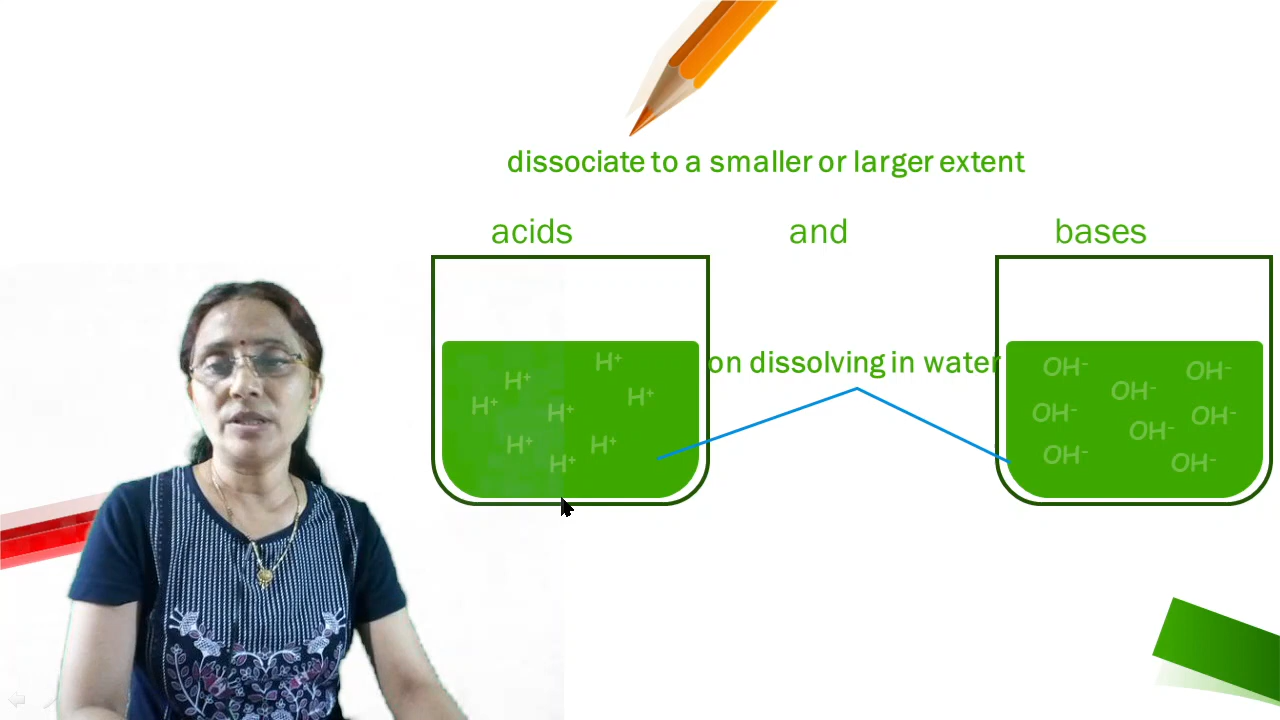 dissociate to a smaller or larger extent
acids and bases
on dissolving in water
H⁺
H⁺
H⁺
H⁺
H⁺
H⁺
H⁺
H⁺
OH⁻
OH⁻
OH⁻
OH⁻
OH⁻
OH⁻
OH⁻
OH⁻